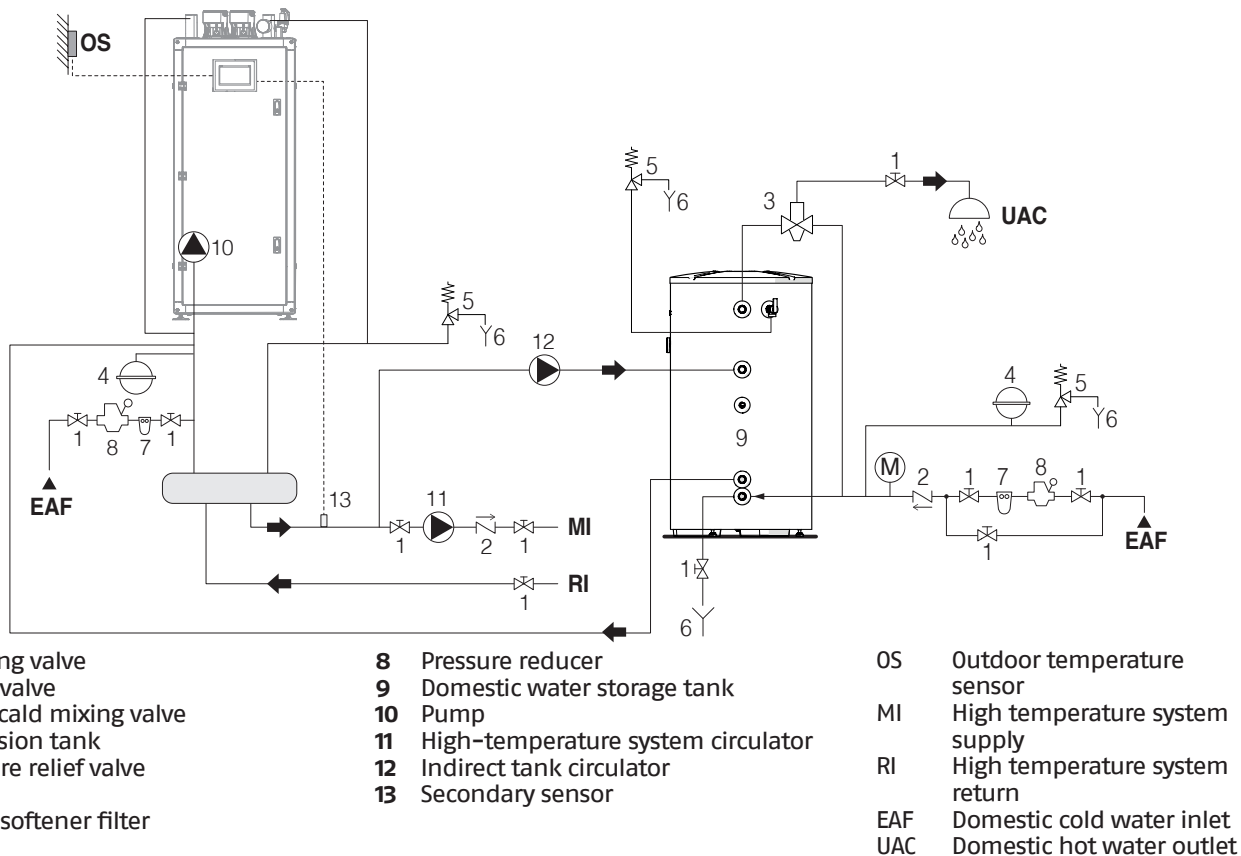 OS
10
5
6
4
1
8
7
1
EAF
12
13
11
1
2
1
MI
RI
1
5
6
3
1
UAC
9
4
5
6
M
2
1
7
8
1
1
EAF
1
6
ng valve
valve
cald mixing valve
sion tank
re relief valve
softener filter
8 Pressure reducer
9 Domestic water storage tank
10 Pump
11 High-temperature system circulator
12 Indirect tank circulator
13 Secondary sensor
OS Outdoor temperature
sensor
MI High temperature system
supply
RI High temperature system
return
EAF Domestic cold water inlet
UAC Domestic hot water outlet